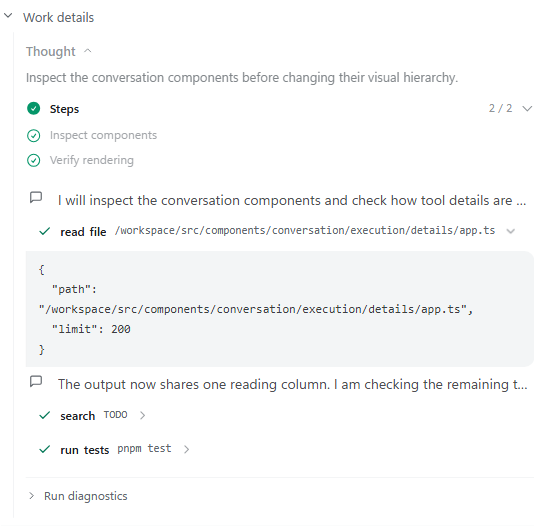 Work details
Thought
Inspect the conversation components before changing their visual hierarchy.
Steps 2 / 2
Inspect components
Verify rendering
I will inspect the conversation components and check how tool details are ...
read file /workspace/src/components/conversation/execution/details/app.ts
{
"path":
"/workspace/src/components/conversation/execution/details/app.ts",
"limit": 200
}
The output now shares one reading column. I am checking the remaining t...
search TODO
run tests pnpm test
Run diagnostics